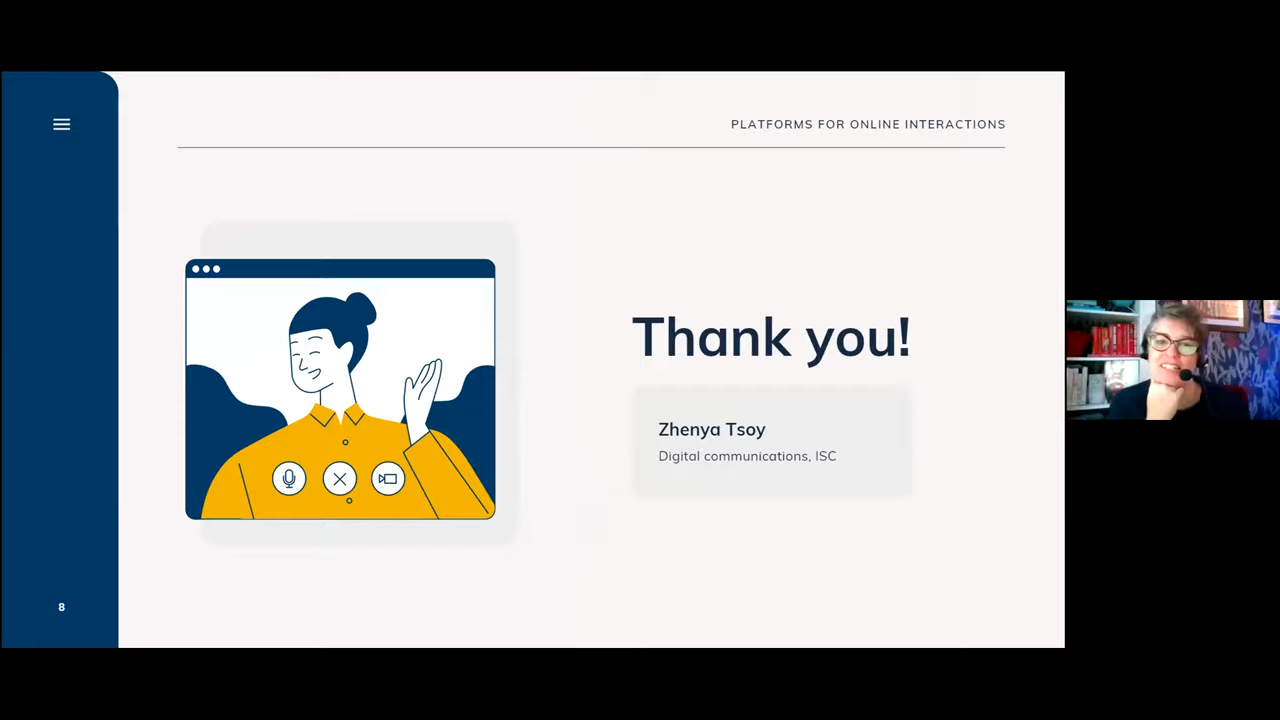 PLATFORMS FOR ONLINE INTERACTIONS
Thank you!
Zhenya Tsoy
Digital communications, ISC
8